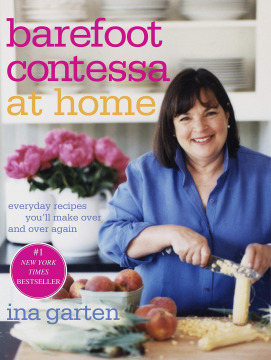 barefoot
contessa
at home
everyday recipes
you'll make over
and over again
#1
NEW YORK
TIMES
BESTSELLER
ina garten